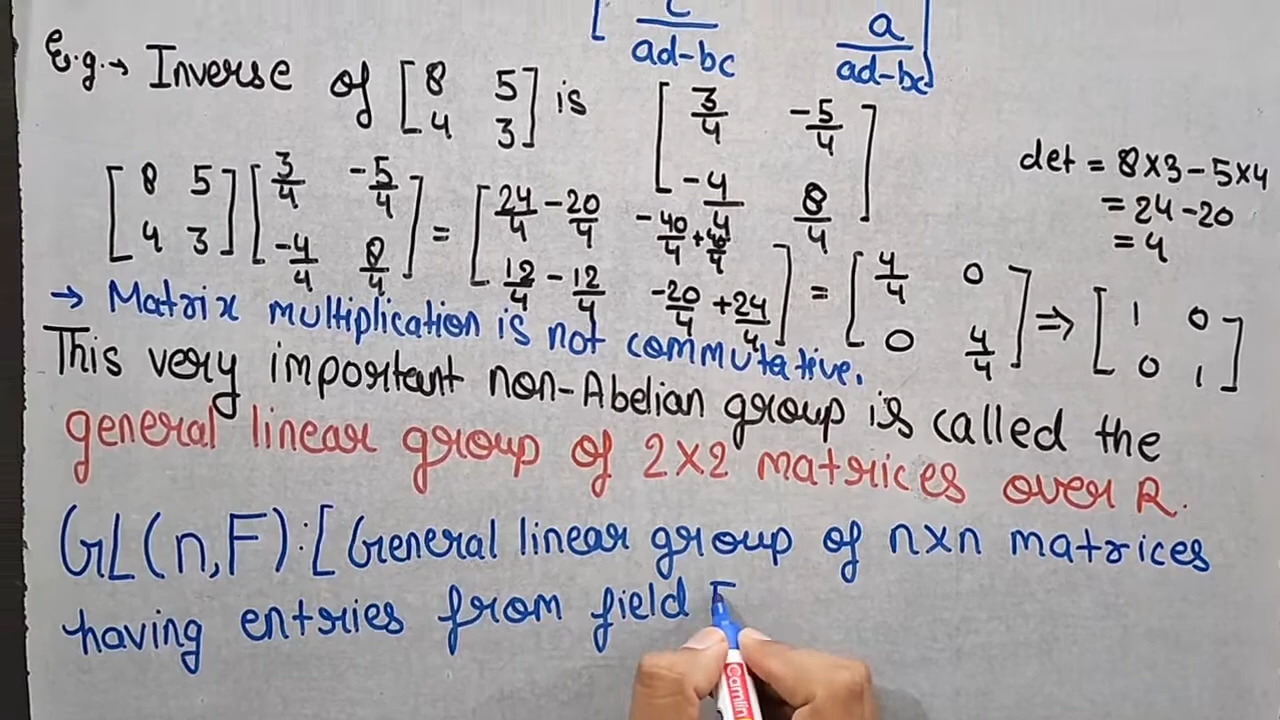 c/ad-bc a/ad-bc
E.g. → Inverse of [8 5 4 3] is [3/4 -5/4 -4/4 8/4]
det = 8×3-5×4
= 24-20
= 4
[8 5 4 3] [3/4 -5/4 -4/4 8/4] = [24/4-20/4 -40/4+40/4 12/4-12/4 -20/4+24/4] = [4/4 0 0 4/4] ⇒ [1 0 0 1]
→ Matrix multiplication is not commutative.
This very important non-Abelian group is called the
general linear group of 2×2 matrices over R.
GL(n,F):[General linear group of n×n matrices
having entries from field F
Camlin